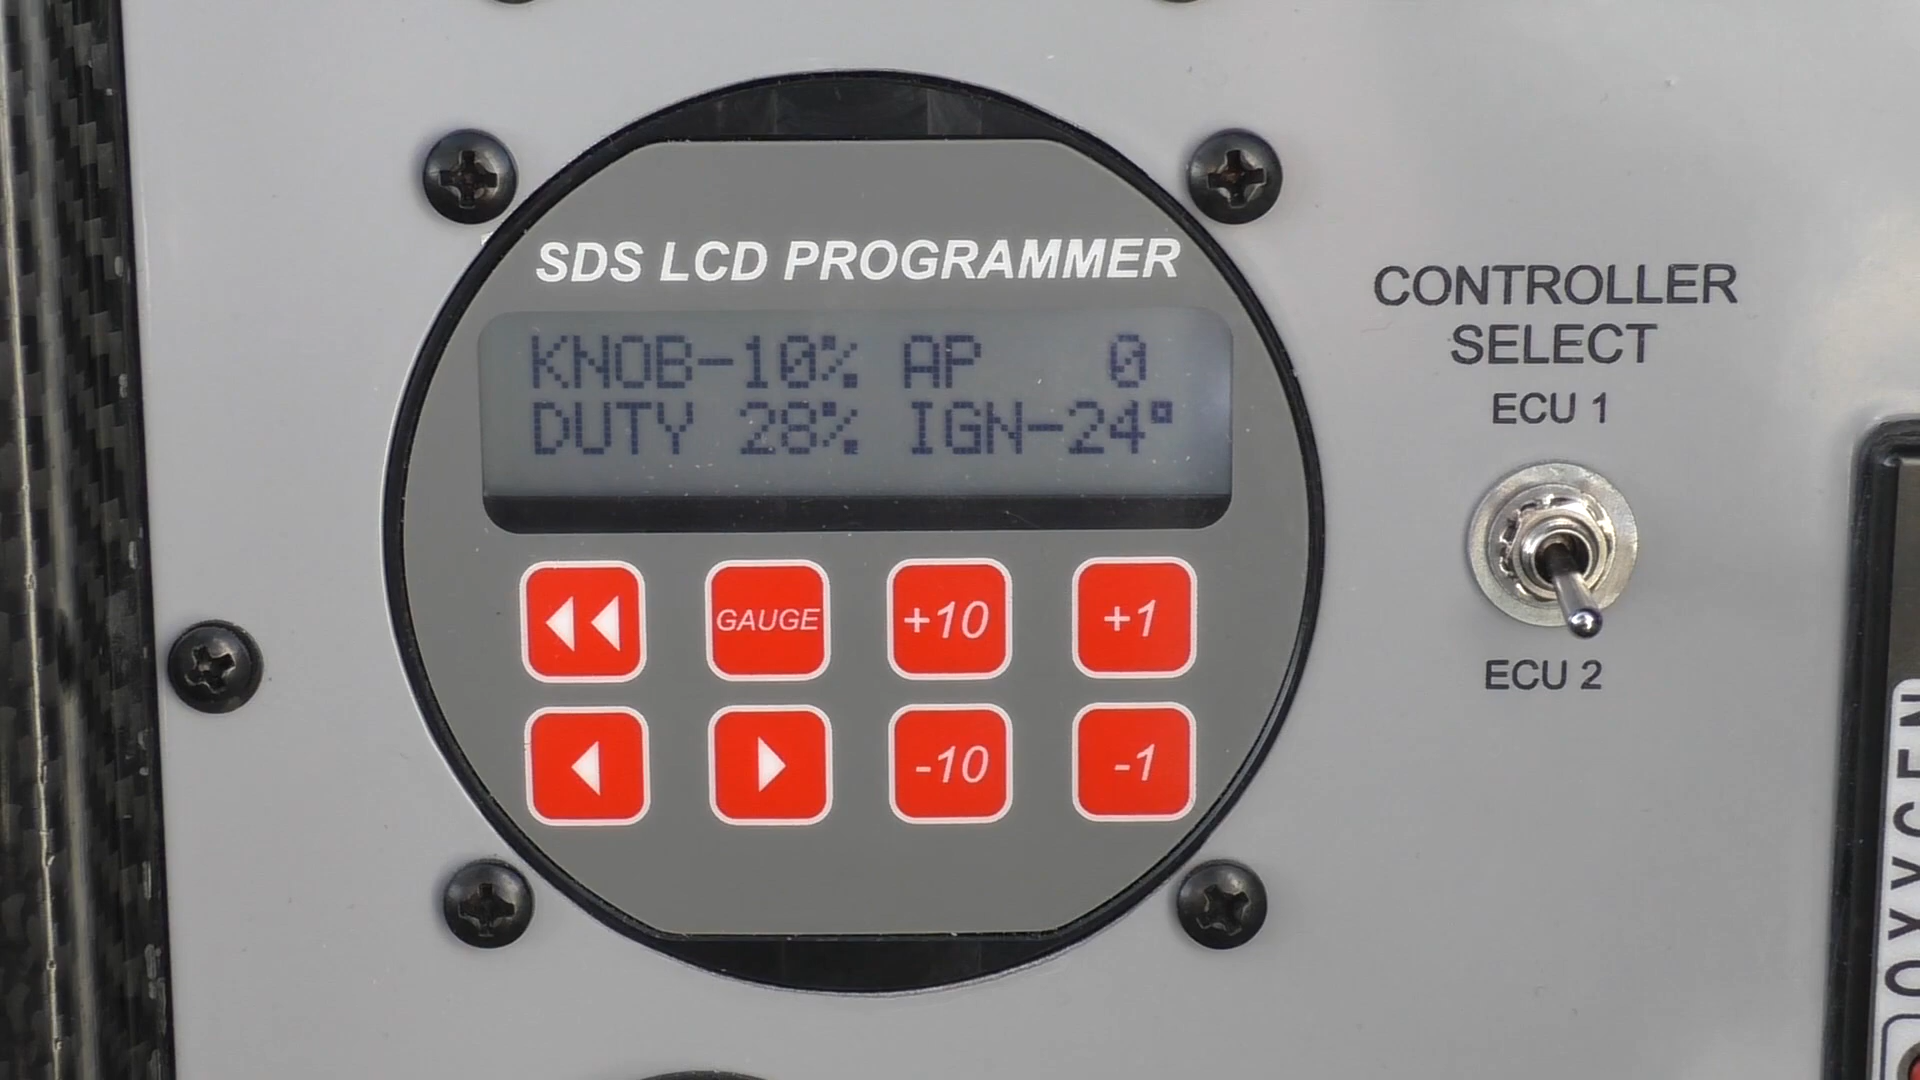 SDS LCD PROGRAMMER
KNOB-10% AP 0
DUTY 28% IGN-24°
GAUGE +10 +1
-10 -1
CONTROLLER
SELECT
ECU 1
ECU 2
OXYGEN